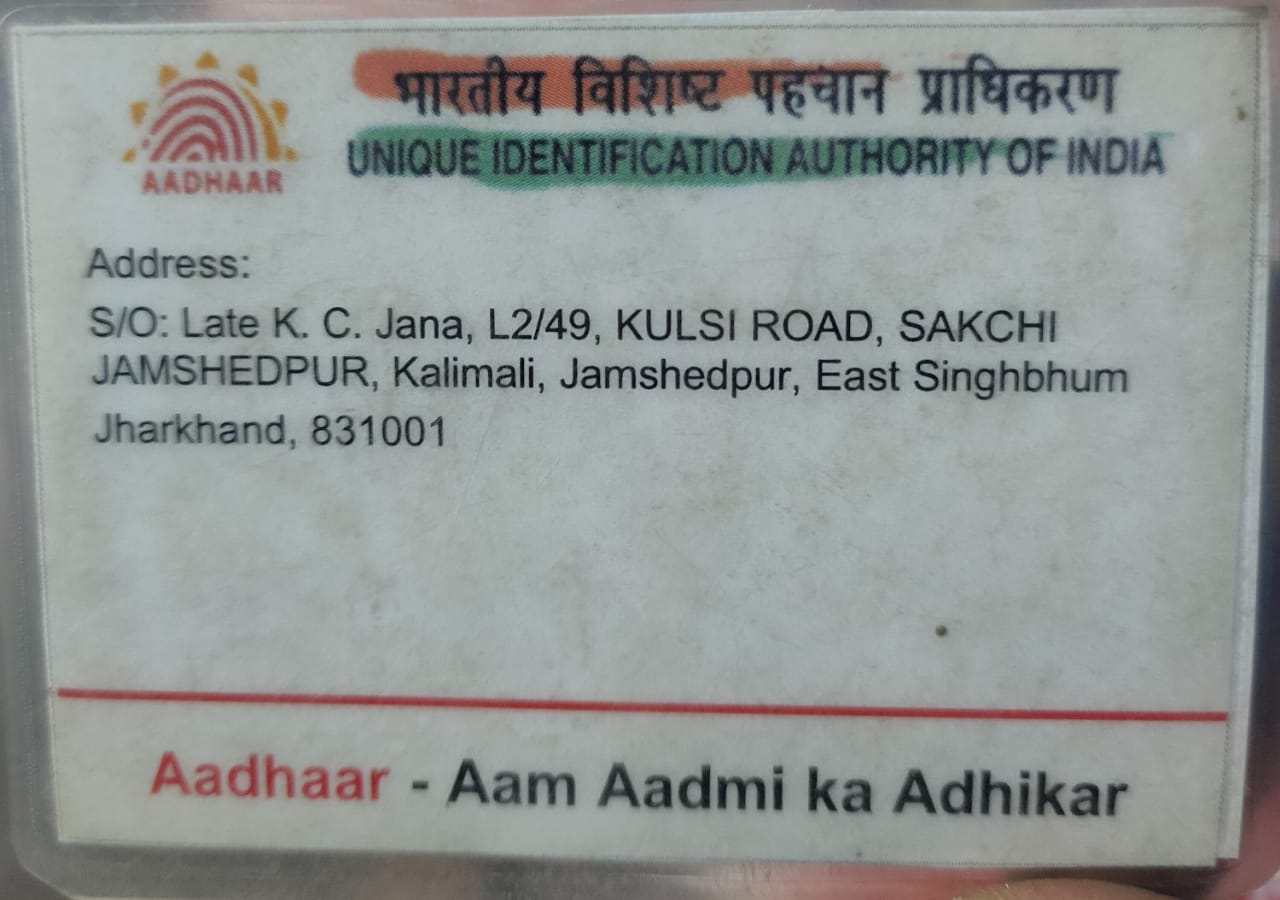 भारतीय विशिष्ट पहचान प्राधिकरण
UNIQUE IDENTIFICATION AUTHORITY OF INDIA
AADHAAR
Address:
S/O: Late K. C. Jana, L2/49, KULSI ROAD, SAKCHI
JAMSHEDPUR, Kalimali, Jamshedpur, East Singhbhum
Jharkhand, 831001
Aadhaar - Aam Aadmi ka Adhikar